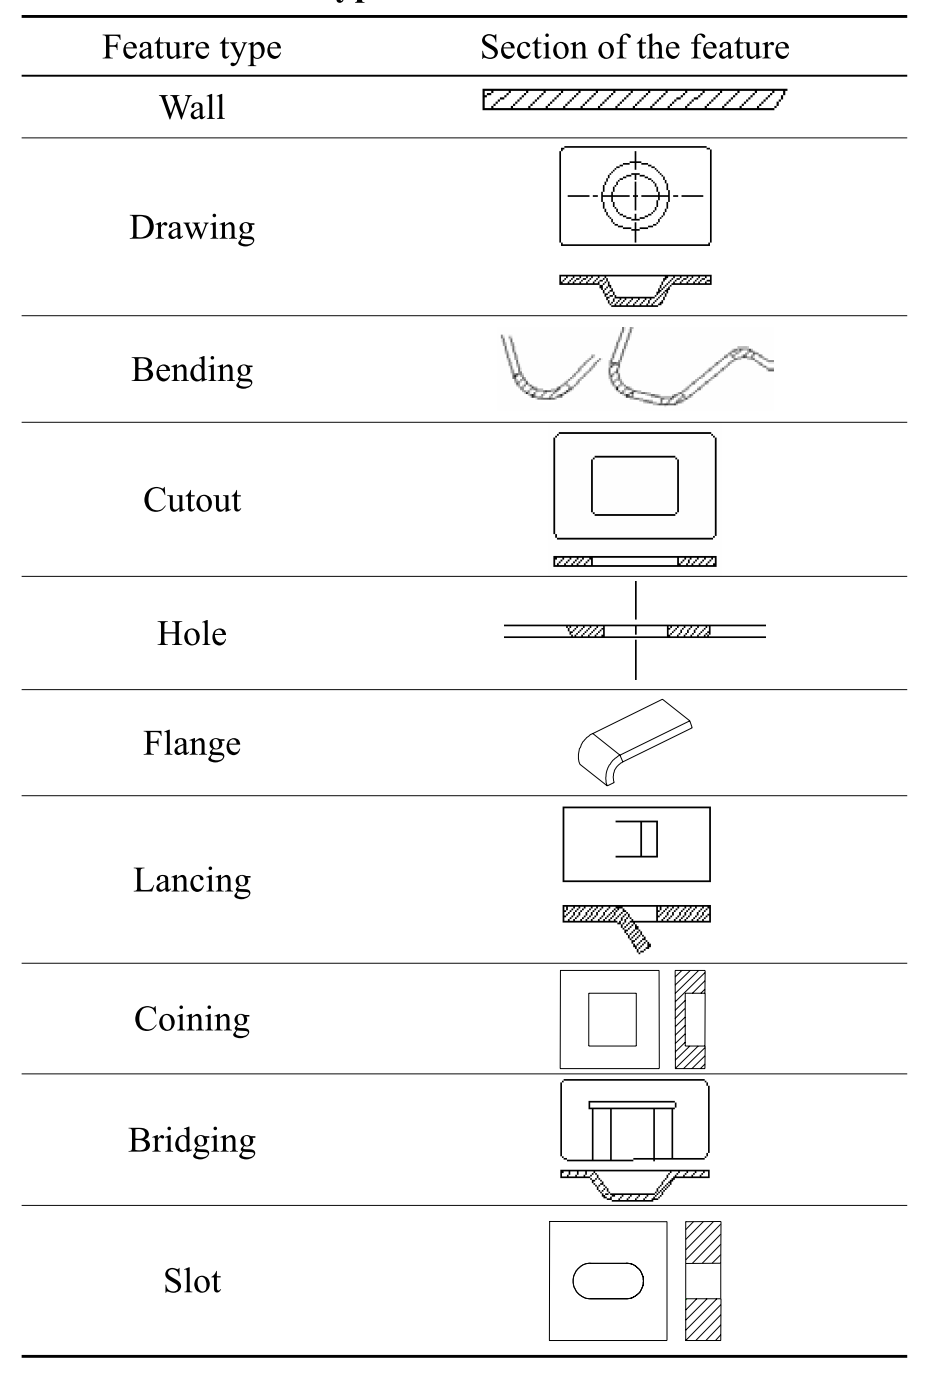 Feature type Section of the feature
Wall
Drawing
Bending
Cutout
Hole
Flange
Lancing
Coining
Bridging
Slot